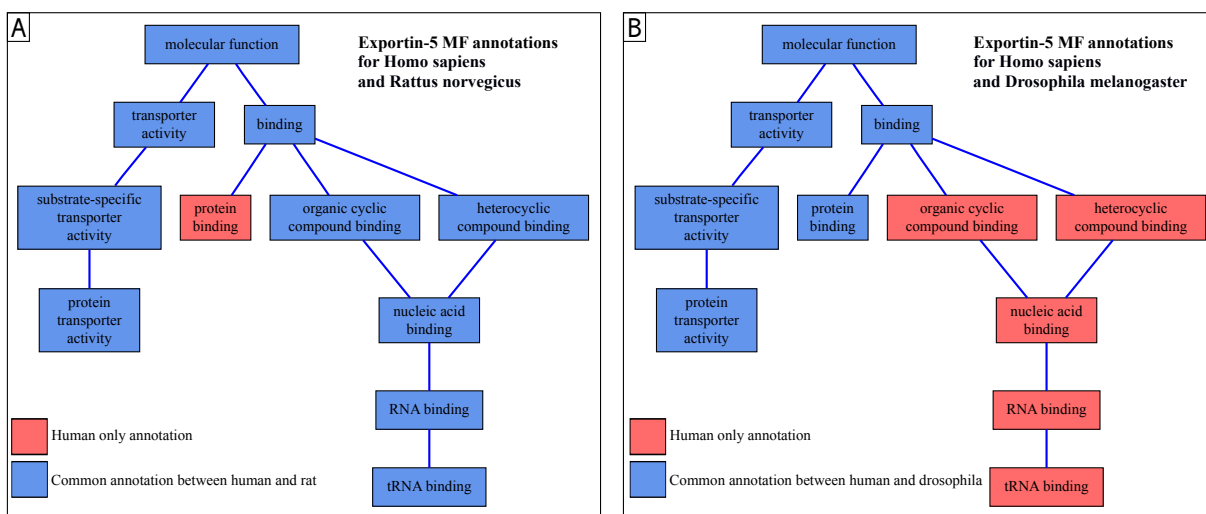 A
Exportin-5 MF annotations
for Homo sapiens
and Rattus norvegicus
molecular function
transporter
activity
binding
substrate-specific
transporter
activity
protein
binding
organic cyclic
compound binding
heterocyclic
compound binding
protein
transporter
activity
nucleic acid
binding
RNA binding
tRNA binding
Human only annotation
Common annotation between human and rat
B
Exportin-5 MF annotations
for Homo sapiens
and Drosophila melanogaster
molecular function
transporter
activity
binding
substrate-specific
transporter
activity
protein
binding
organic cyclic
compound binding
heterocyclic
compound binding
protein
transporter
activity
nucleic acid
binding
RNA binding
tRNA binding
Human only annotation
Common annotation between human and drosophila